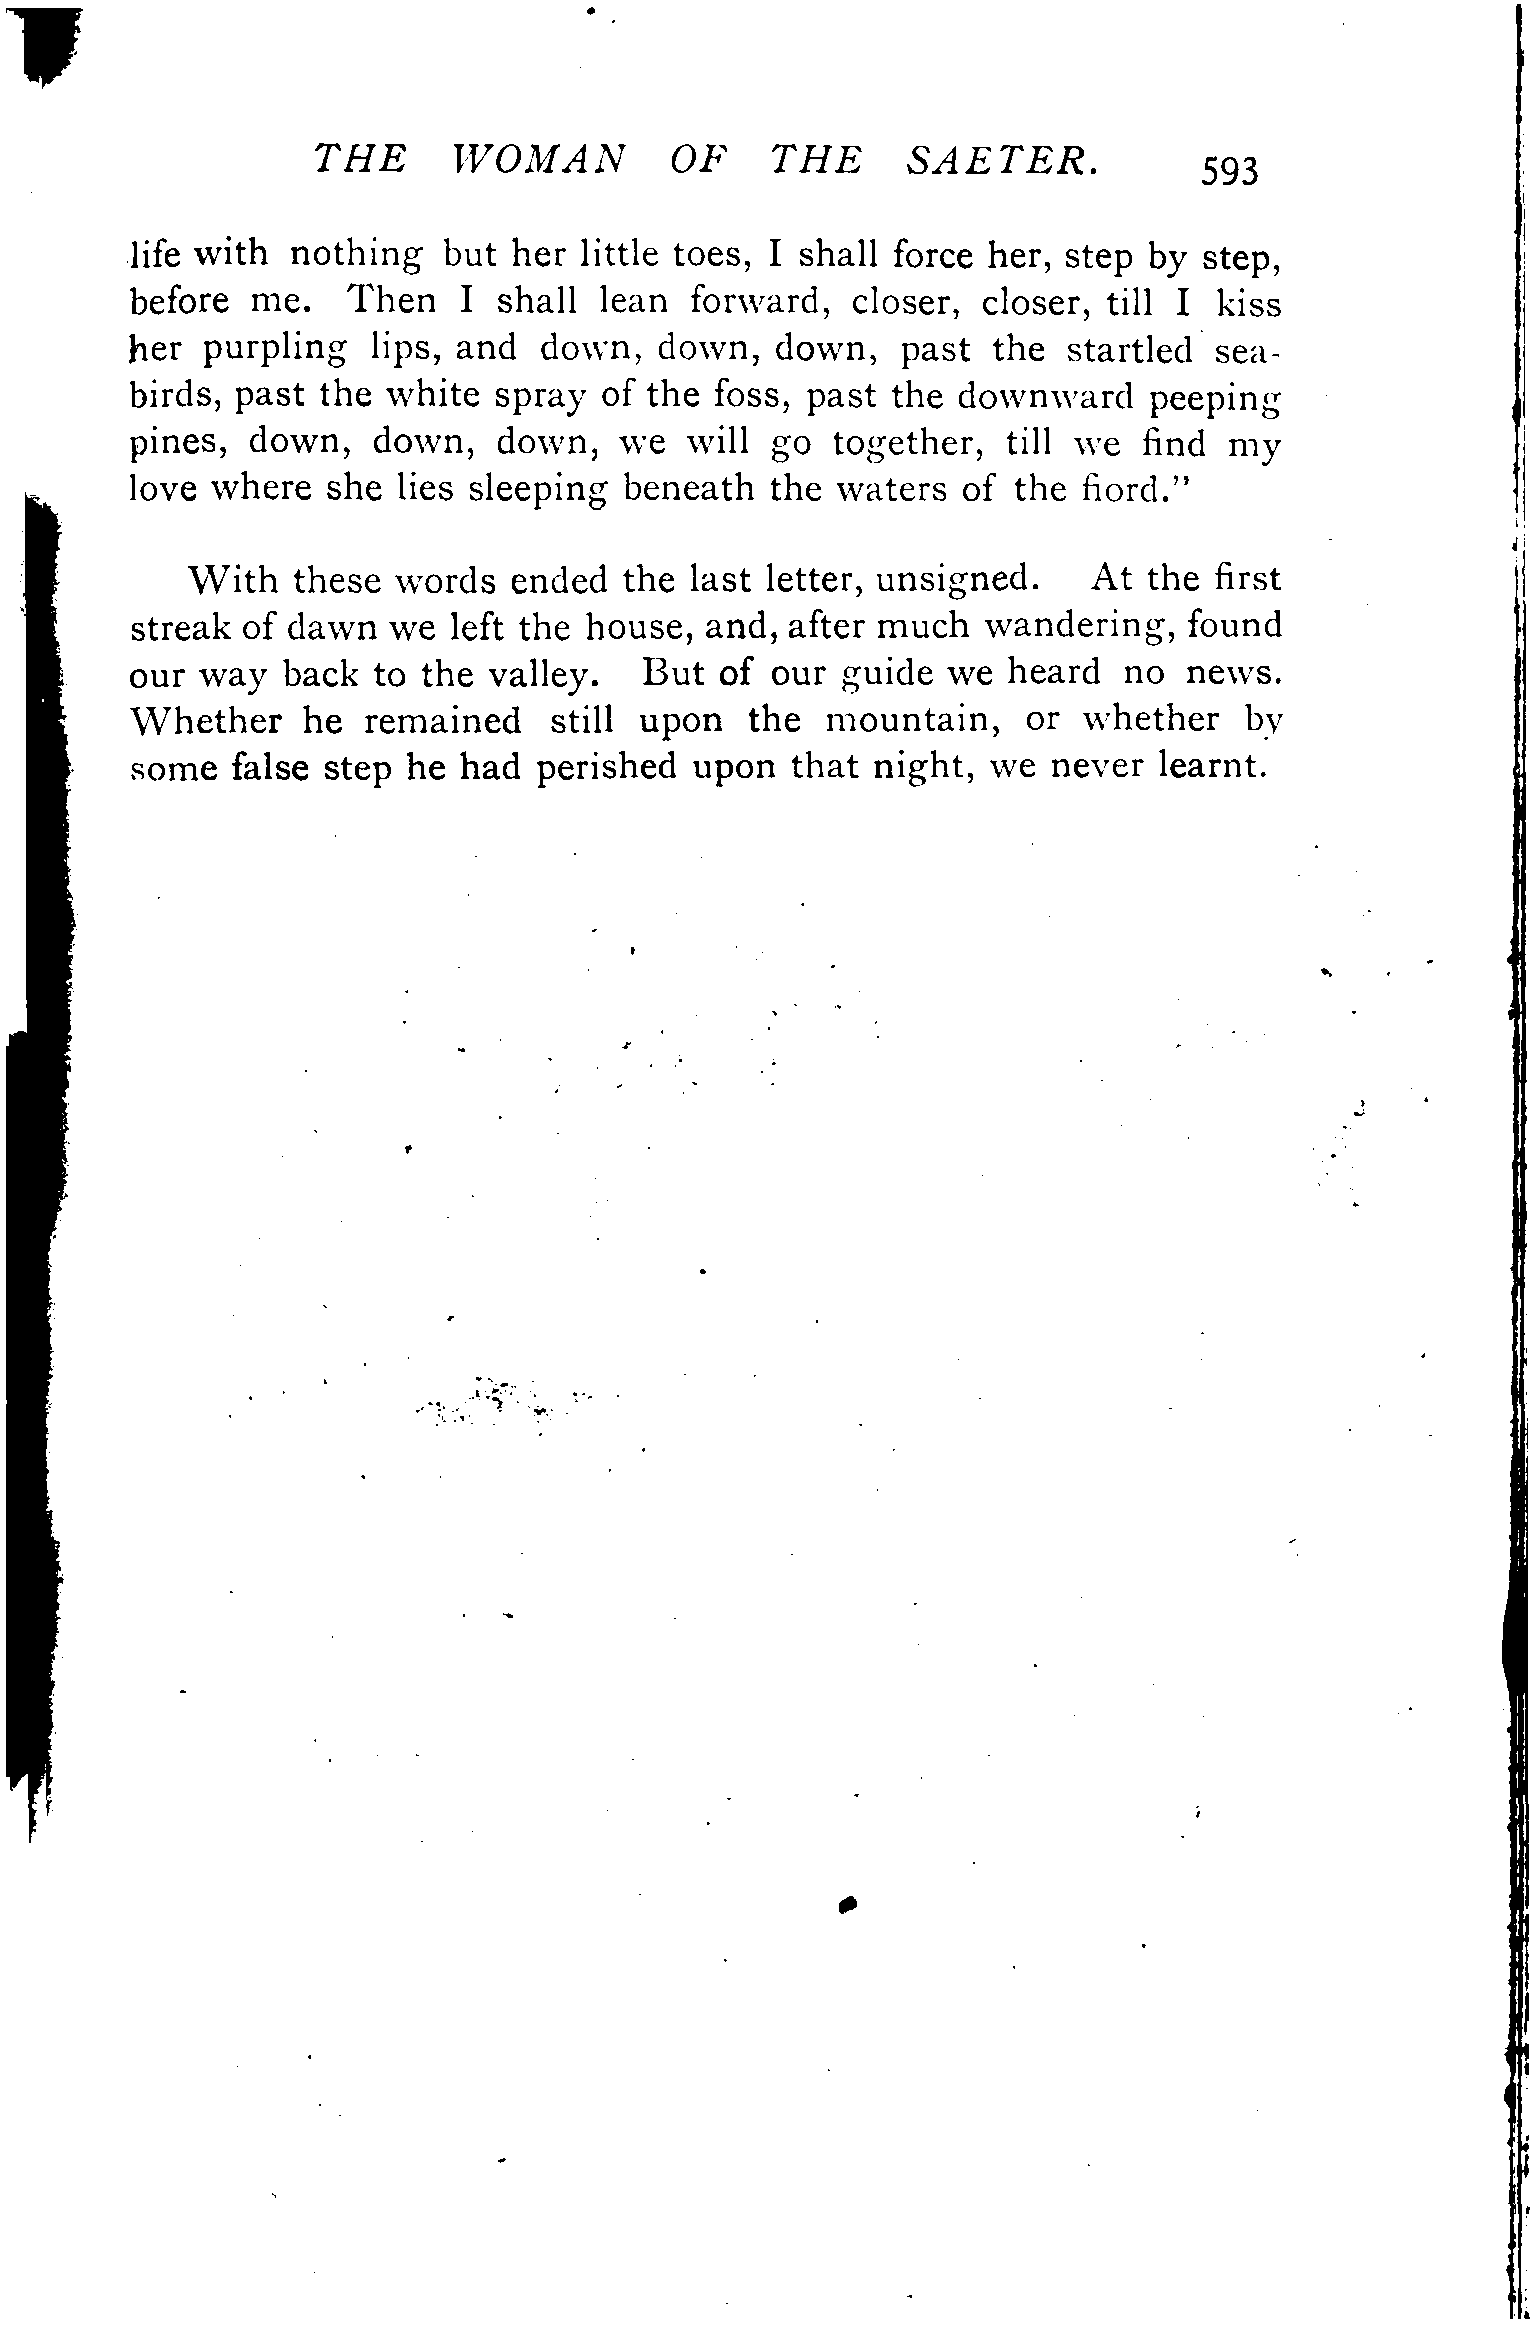 THE WOMAN OF THE SAETER. 593
life with nothing but her little toes, I shall force her, step by step,
before me. Then I shall lean forward, closer, closer, till I kiss
her purpling lips, and down, down, down, past the startled sea-
birds, past the white spray of the foss, past the downward peeping
pines, down, down, down, we will go together, till we find my
love where she lies sleeping beneath the waters of the fiord."
With these words ended the last letter, unsigned. At the first
streak of dawn we left the house, and, after much wandering, found
our way back to the valley. But of our guide we heard no news.
Whether he remained still upon the mountain, or whether by
some false step he had perished upon that night, we never learnt.